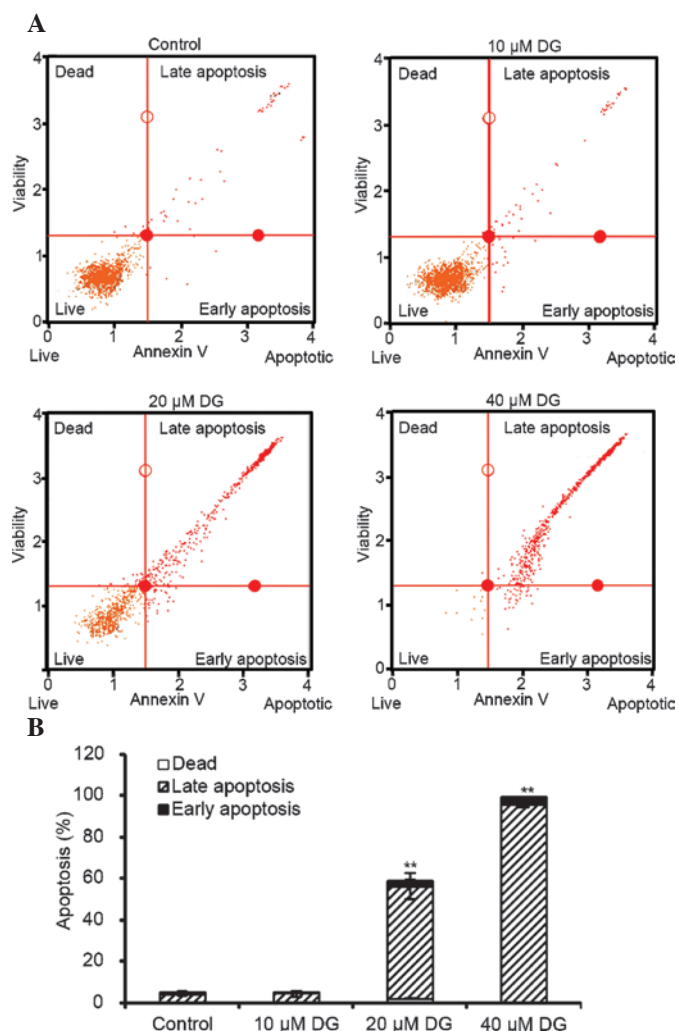 A
Control
10 µM DG
4
Dead
Late apoptosis
4
Dead
Late apoptosis
3
3
Viability
2
Viability
2
1
1
Live
Early apoptosis
Live
Early apoptosis
0
0
0
1
2
3
4
0
1
2
3
4
Live
Annexin V
Apoptotic
Live
Annexin V
Apoptotic
20 µM DG
40 µM DG
4
Dead
Late apoptosis
4
Dead
Late apoptosis
3
3
Viability
2
Viability
2
1
1
Live
Early apoptosis
Live
Early apoptosis
0
0
0
1
2
3
4
0
1
2
3
4
Live
Annexin V
Apoptotic
Live
Annexin V
Apoptotic
B
120
Dead
100
Late apoptosis
**
80
Early apoptosis
Apoptosis (%)
60
**
40
20
0
Control
10 µM DG
20 µM DG
40 µM DG